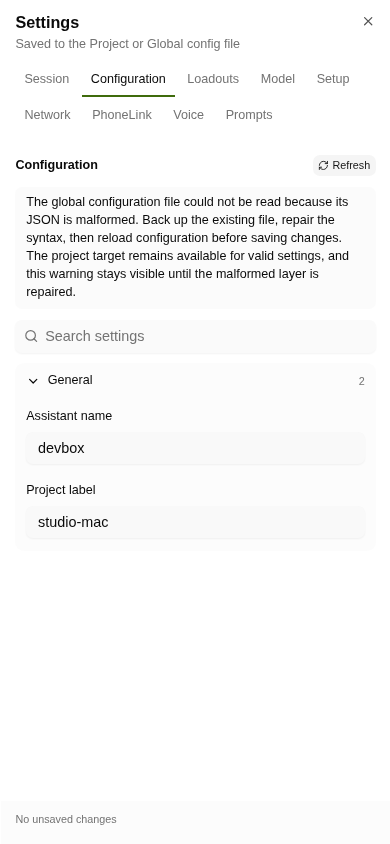 Settings
Saved to the Project or Global config file
Session Configuration Loadouts Model Setup
Network PhoneLink Voice Prompts
Configuration Refresh
The global configuration file could not be read because its
JSON is malformed. Back up the existing file, repair the
syntax, then reload configuration before saving changes.
The project target remains available for valid settings, and
this warning stays visible until the malformed layer is
repaired.
Search settings
General 2
Assistant name
devbox
Project label
studio-mac
No unsaved changes